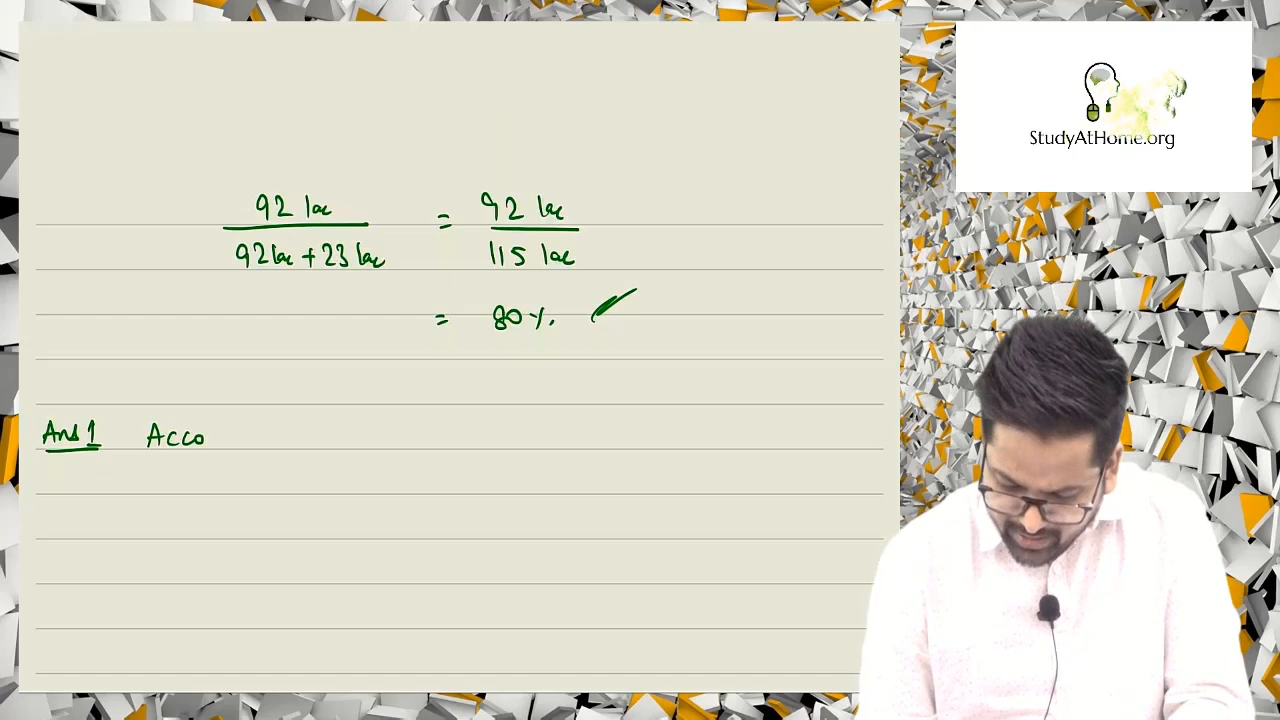 StudyAtHome.org
92 lac = 92 lac
92 lac + 23 lac 115 lac
= 80%.
Ans 1 Acco